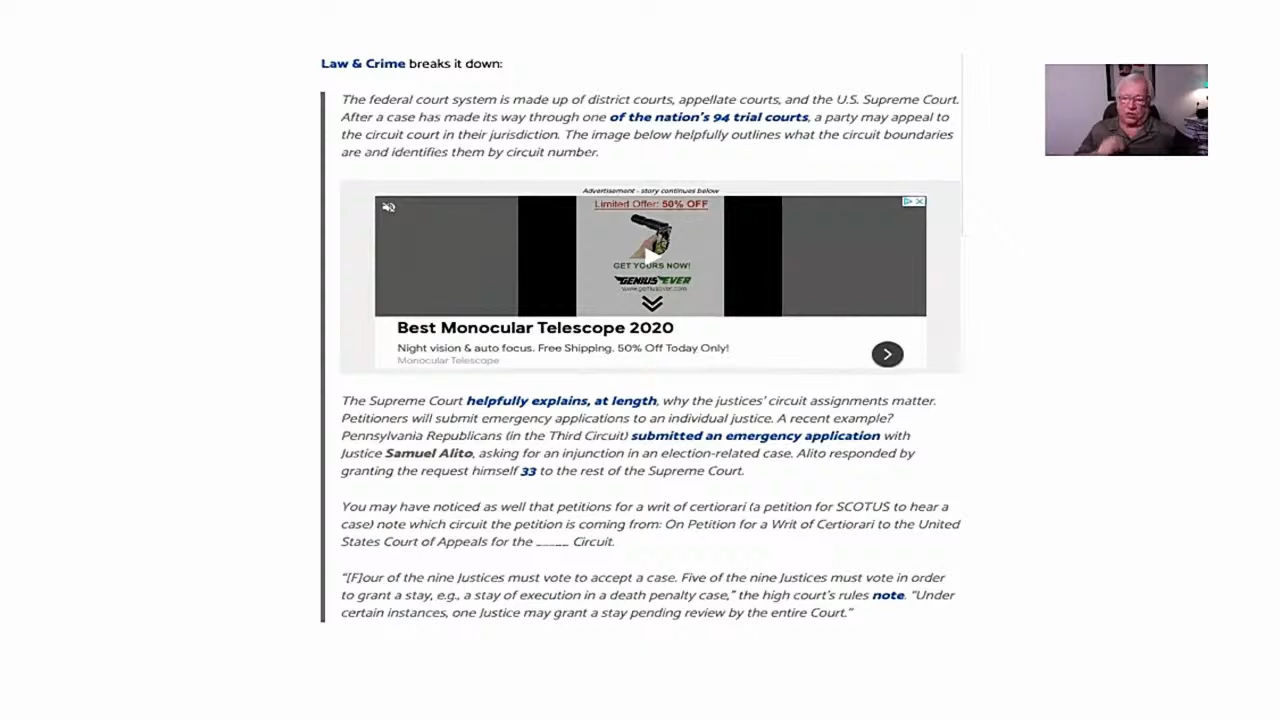 Law & Crime breaks it down:
The federal court system is made up of district courts, appellate courts, and the U.S. Supreme Court.
After a case has made its way through one of the nation's 94 trial courts, a party may appeal to
the circuit court in their jurisdiction. The image below helpfully outlines what the circuit boundaries
are and identifies them by circuit number.
Advertisement - story continues below
Limited Offer: 50% OFF
GET YOURS NOW!
GENIUS EVER
www.geniusever.com
Best Monocular Telescope 2020
Night vision & auto focus. Free Shipping. 50% Off Today Only!
Monocular Telescope
The Supreme Court helpfully explains, at length, why the justices' circuit assignments matter.
Petitioners will submit emergency applications to an individual justice. A recent example?
Pennsylvania Republicans (in the Third Circuit) submitted an emergency application with
Justice Samuel Alito, asking for an injunction in an election-related case. Alito responded by
granting the request himself 33 to the rest of the Supreme Court.
You may have noticed as well that petitions for a writ of certiorari (a petition for SCOTUS to hear a
case) note which circuit the petition is coming from: On Petition for a Writ of Certiorari to the United
States Court of Appeals for the _____ Circuit.
"[F]our of the nine Justices must vote to accept a case. Five of the nine Justices must vote in order
to grant a stay, e.g., a stay of execution in a death penalty case," the high court's rules note. "Under
certain instances, one Justice may grant a stay pending review by the entire Court."